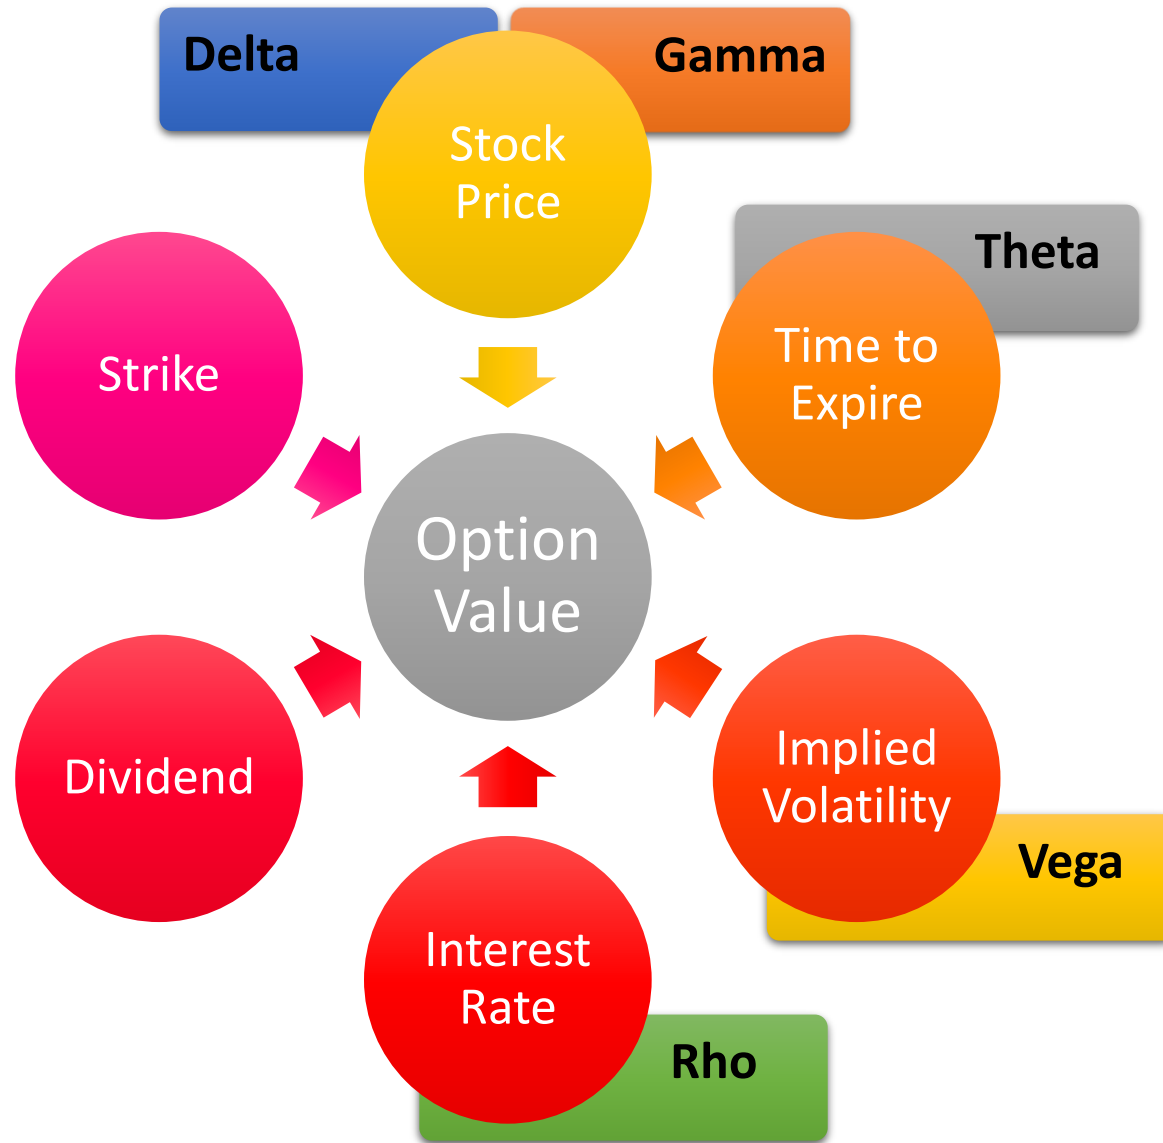 Delta
Gamma
Stock
Price
Theta
Time to
Expire
Strike
Option
Value
Dividend
Implied
Volatility
Vega
Interest
Rate
Rho